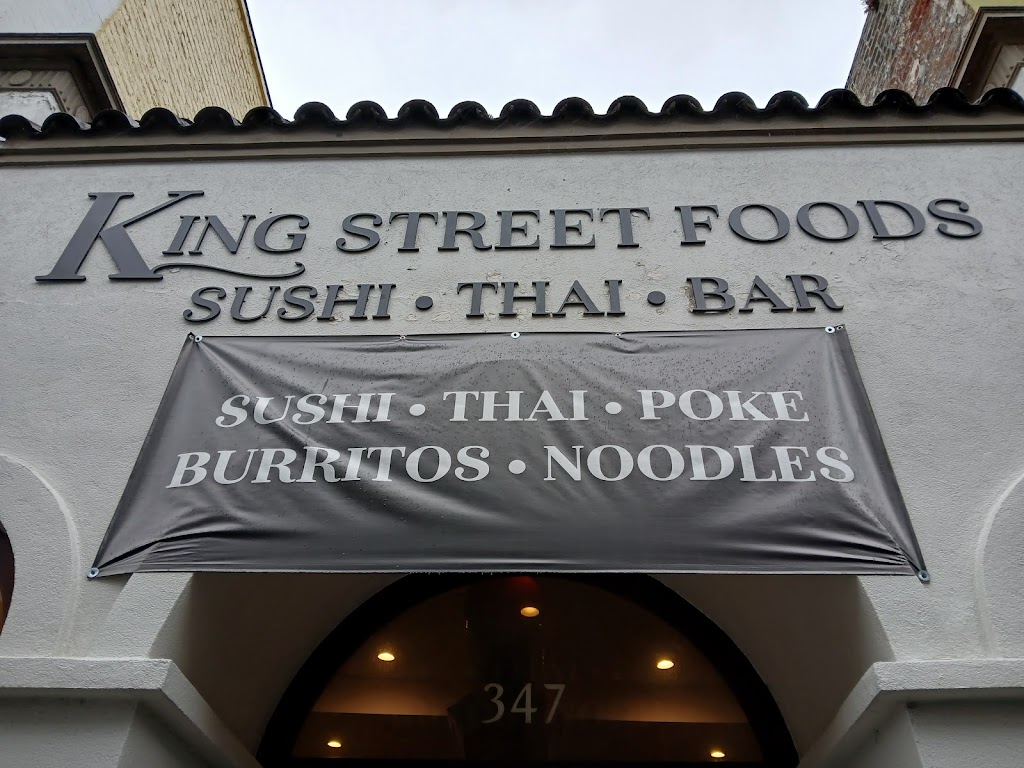 KING STREET FOODS
SUSHI • THAI • BAR
SUSHI • THAI • POKE
BURRITOS • NOODLES
347